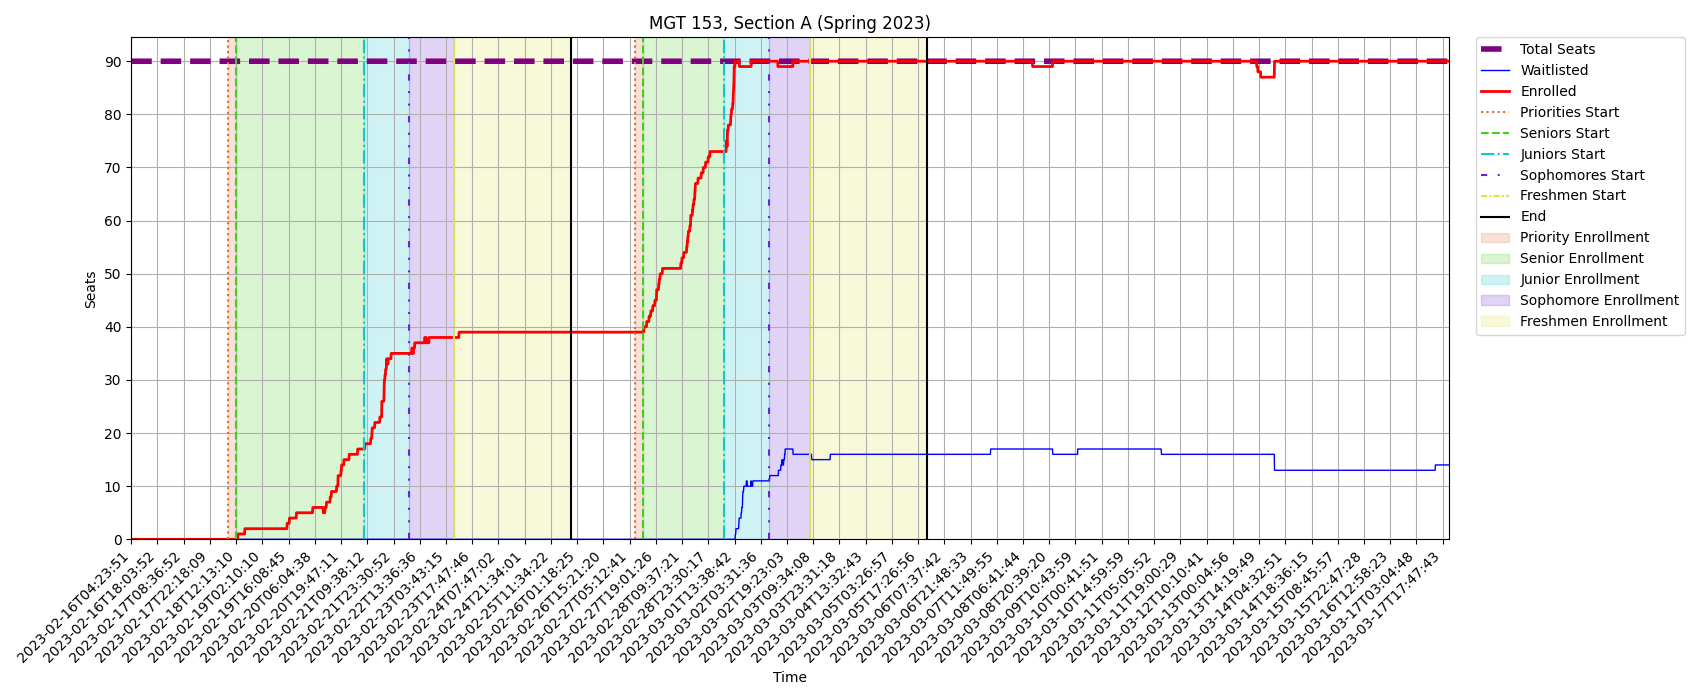 MGT 153, Section A (Spring 2023)
Seats
90
80
70
60
50
40
30
20
10
0
2023-02-16T04:23:51
2023-02-16T18:03:52
2023-02-17T08:36:52
2023-02-17T22:18:09
2023-02-18T12:13:10
2023-02-19T02:10:10
2023-02-19T16:08:45
2023-02-20T06:04:38
2023-02-20T19:47:11
2023-02-21T09:38:12
2023-02-21T23:30:52
2023-02-22T13:36:36
2023-02-23T03:43:15
2023-02-23T17:47:46
2023-02-24T07:47:02
2023-02-24T21:34:01
2023-02-25T11:34:22
2023-02-26T01:18:25
2023-02-26T15:21:20
2023-02-27T05:12:41
2023-02-27T19:01:26
2023-02-28T09:37:21
2023-02-28T23:30:17
2023-03-01T13:38:42
2023-03-02T03:31:36
2023-03-02T19:23:03
2023-03-03T09:34:08
2023-03-03T23:31:18
2023-03-04T13:32:43
2023-03-05T03:26:57
2023-03-05T17:26:56
2023-03-06T07:37:42
2023-03-06T21:48:33
2023-03-07T11:49:55
2023-03-08T06:41:44
2023-03-08T20:39:20
2023-03-09T10:43:59
2023-03-10T00:41:51
2023-03-10T14:59:59
2023-03-11T05:05:52
2023-03-11T19:00:29
2023-03-12T10:10:41
2023-03-13T00:04:56
2023-03-13T14:19:49
2023-03-14T04:32:51
2023-03-14T18:36:15
2023-03-15T08:45:57
2023-03-15T22:47:28
2023-03-16T12:58:23
2023-03-17T03:04:48
2023-03-17T17:47:43
Time
Total Seats
Waitlisted
Enrolled
Priorities Start
Seniors Start
Juniors Start
Sophomores Start
Freshmen Start
End
Priority Enrollment
Senior Enrollment
Junior Enrollment
Sophomore Enrollment
Freshmen Enrollment